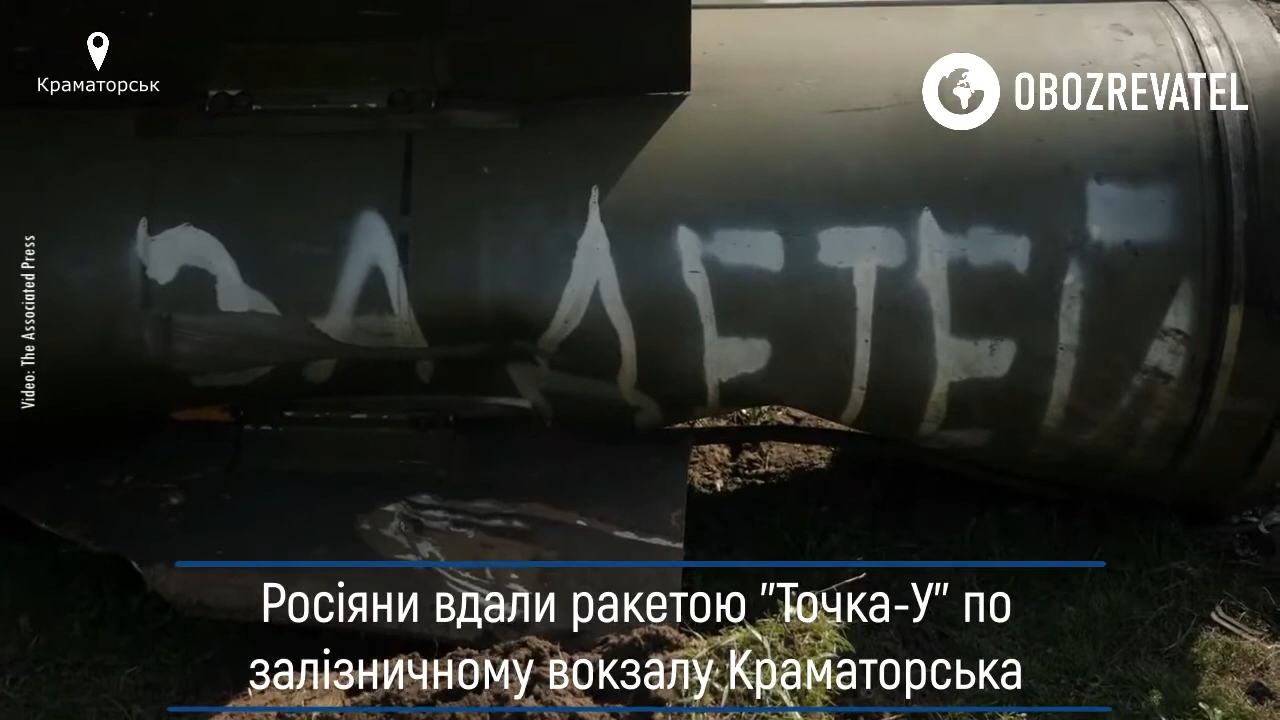 Краматорськ
OBOZREVATEL
Video: The Associated Press
ЗА ДЕТЕЙ
Росіяни вдали ракетою "Точка-У" по
залізничному вокзалу Краматорська